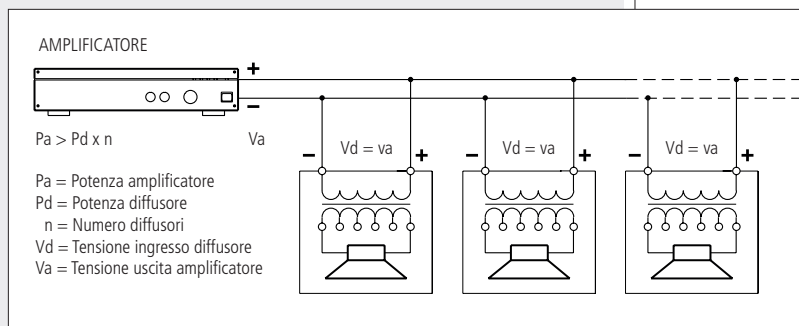 AMPLIFICATORE
+
–
Pa > Pd x n Va
– Vd = va +
– Vd = va +
– Vd = va +
Pa = Potenza amplificatore
Pd = Potenza diffusore
n = Numero diffusori
Vd = Tensione ingresso diffusore
Va = Tensione uscita amplificatore